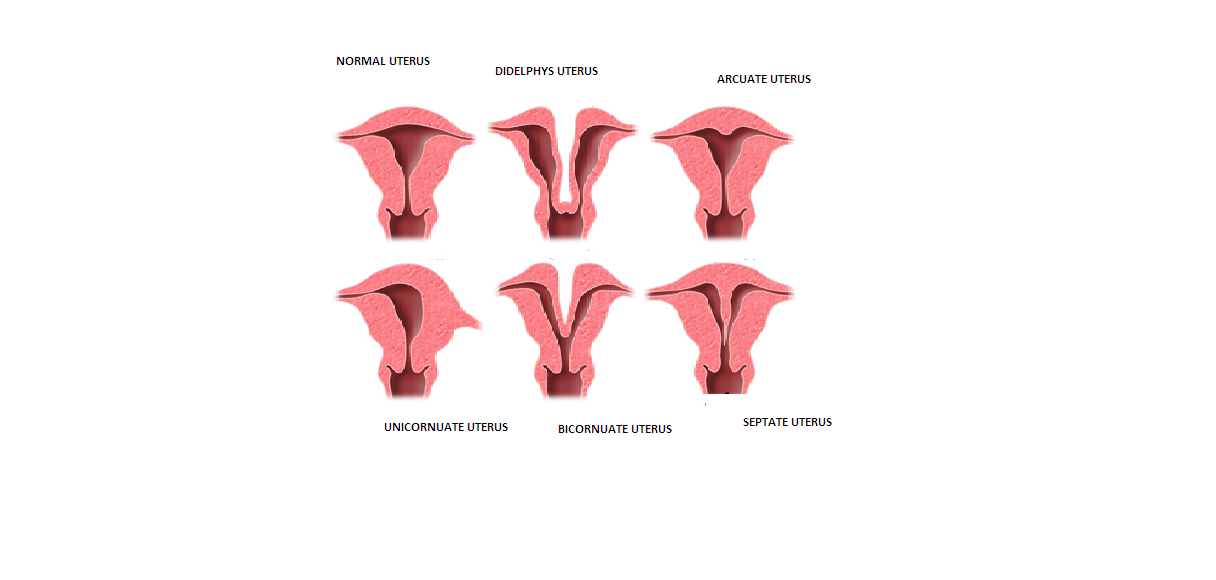 NORMAL UTERUS
DIDELPHYS UTERUS
ARCUATE UTERUS
UNICORNUATE UTERUS
BICORNUATE UTERUS
SEPTATE UTERUS